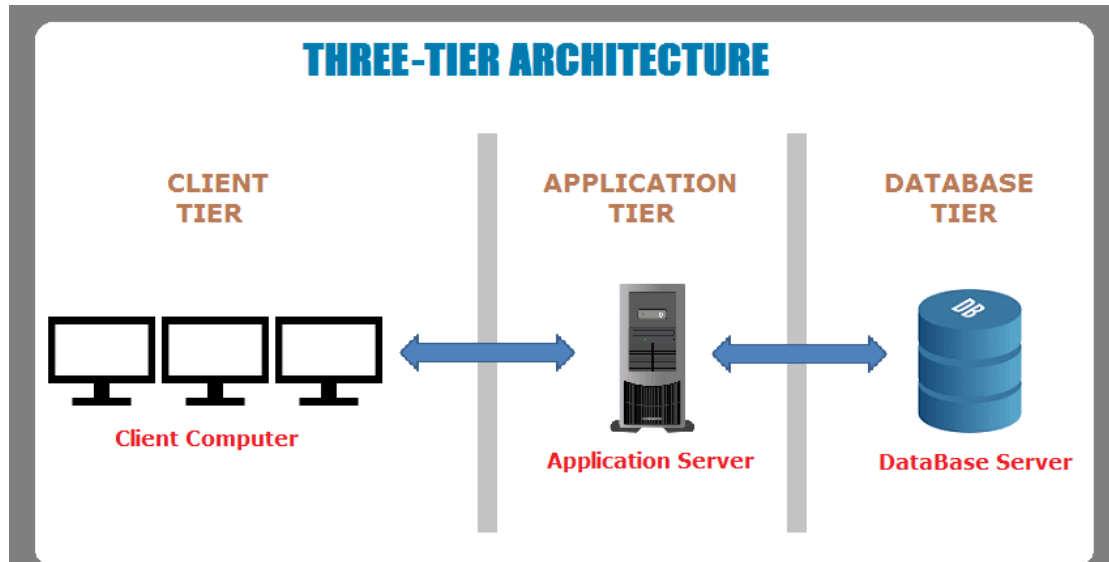 THREE-TIER ARCHITECTURE
CLIENT
TIER
APPLICATION
TIER
DATABASE
TIER
DB
Client Computer
Application Server
DataBase Server